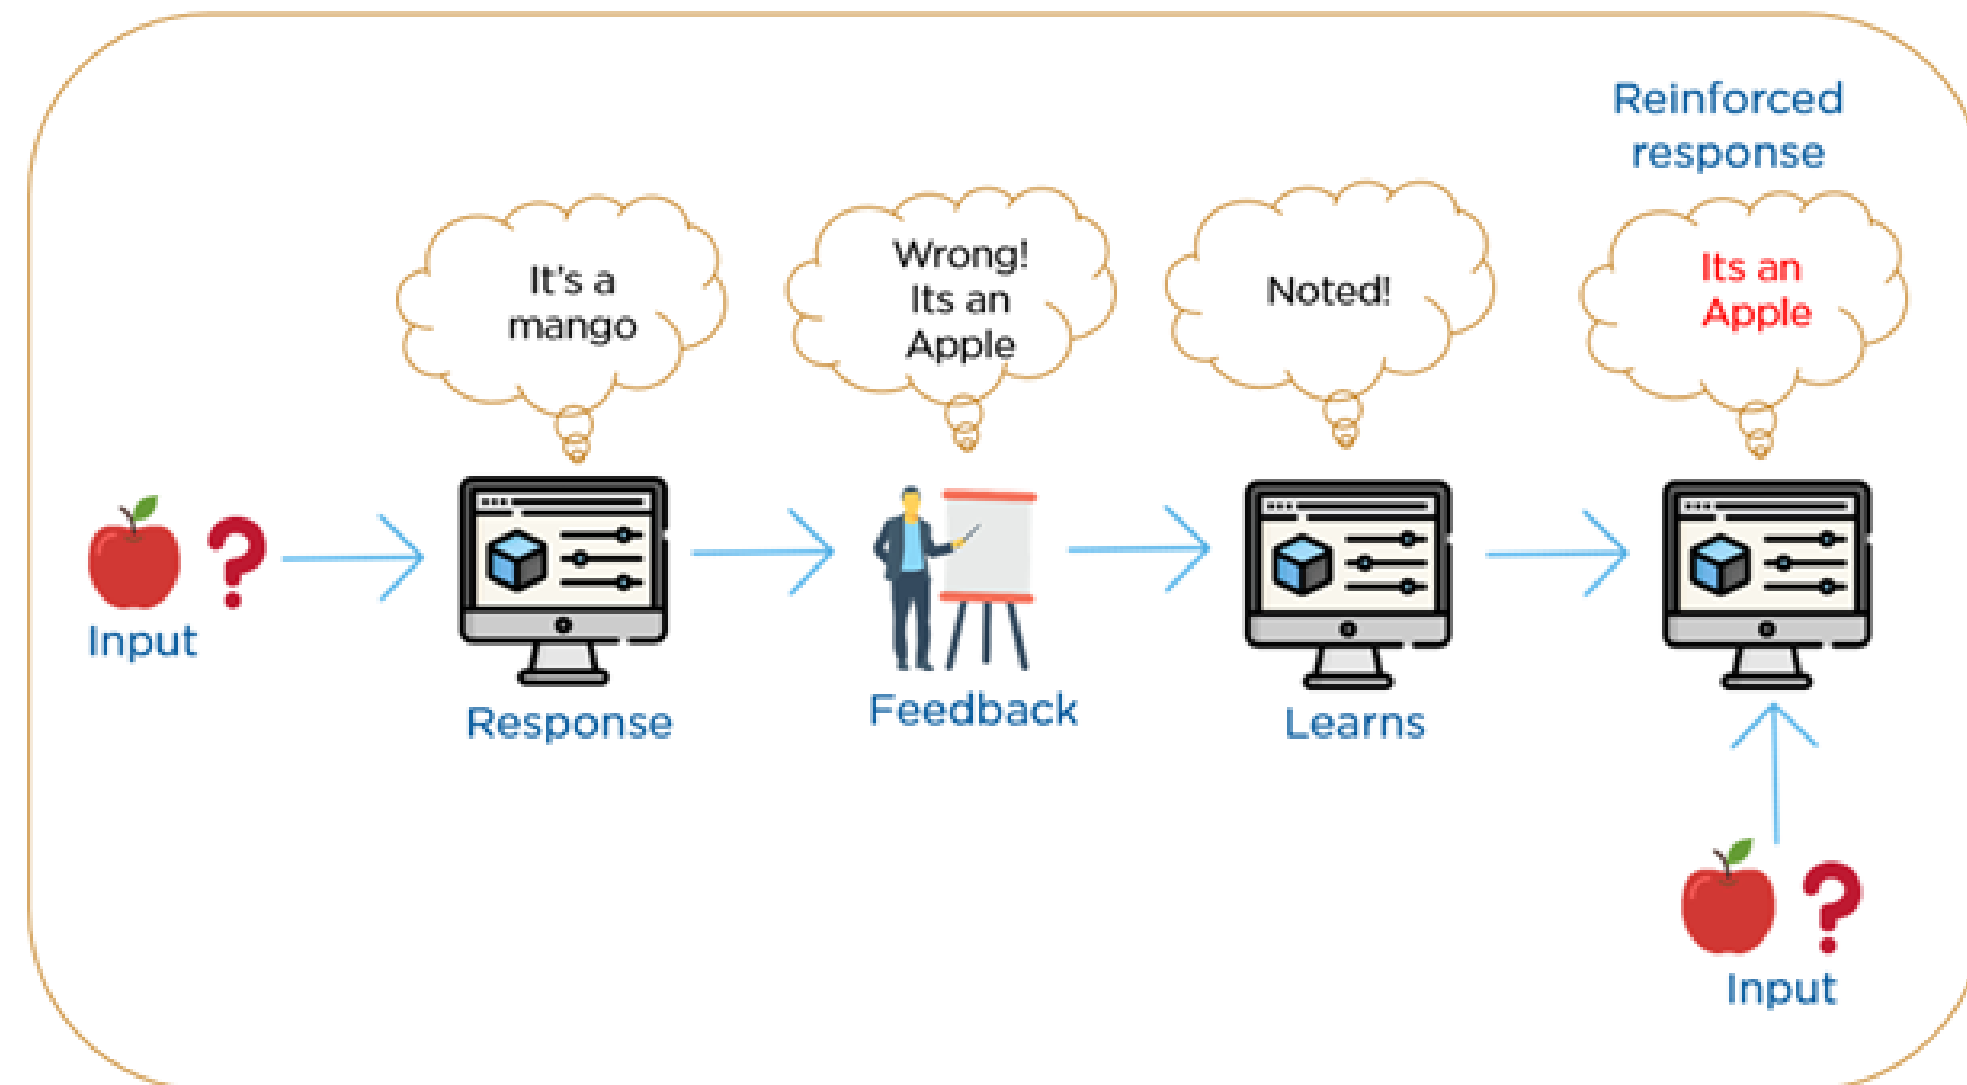 Reinforced
response
It's a
mango
Wrong!
Its an
Apple
Noted!
Its an
Apple
?
Input
Response
Feedback
Learns
?
Input